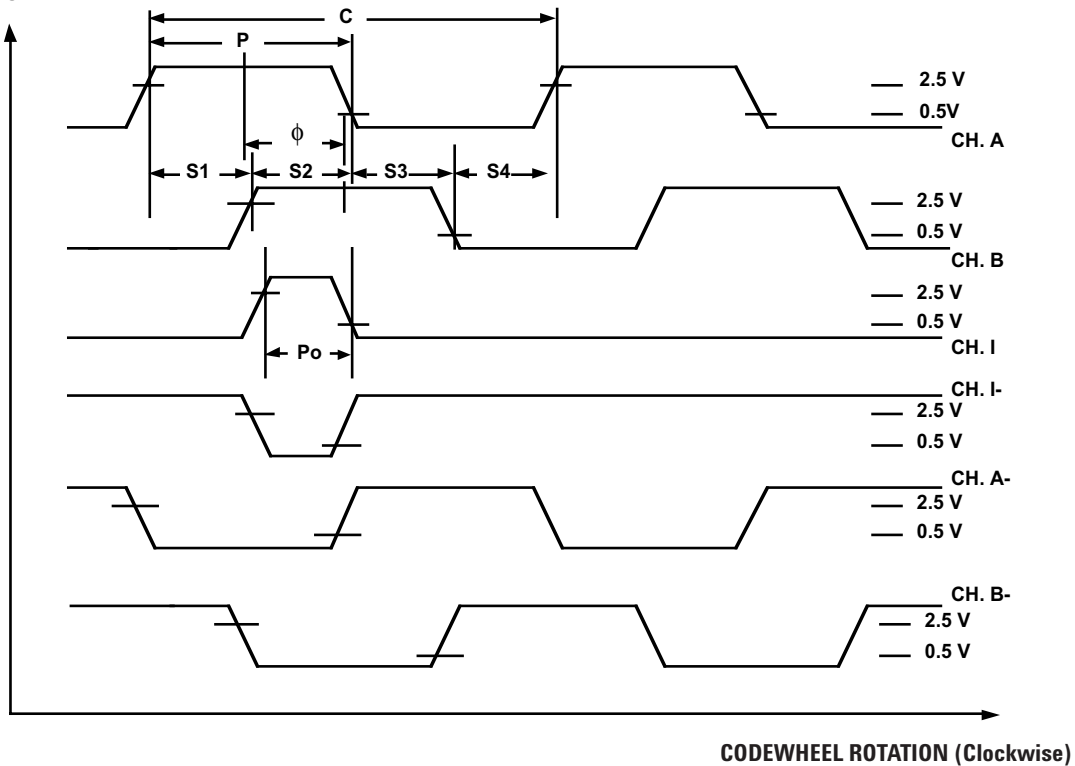 C
P
2.5 V
0.5V
CH. A
ϕ
S1 S2 S3 S4
2.5 V
0.5 V
CH. B
2.5 V
0.5 V
CH. I
Po
CH. I-
2.5 V
0.5 V
CH. A-
2.5 V
0.5 V
CH. B-
2.5 V
0.5 V
CODEWHEEL ROTATION (Clockwise)